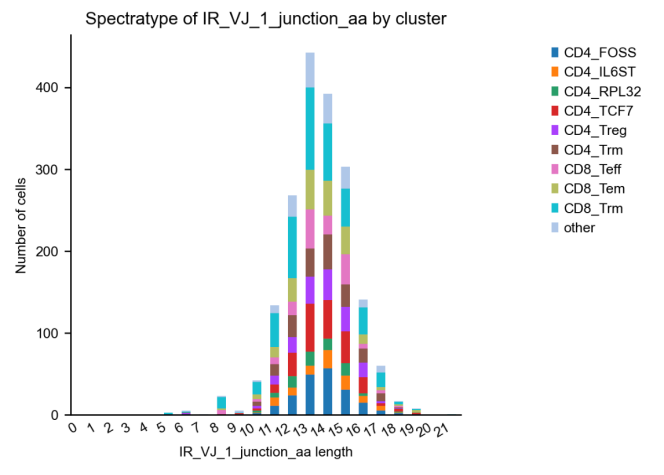 Spectratype of IR_VJ_1_junction_aa by cluster
Number of cells
400
300
200
100
0
0 1 2 3 4 5 6 7 8 9 10 11 12 13 14 15 16 17 18 19 20 21
IR_VJ_1_junction_aa length
CD4_FOSS
CD4_IL6ST
CD4_RPL32
CD4_TCF7
CD4_Treg
CD4_Trm
CD8_Teff
CD8_Tem
CD8_Trm
other